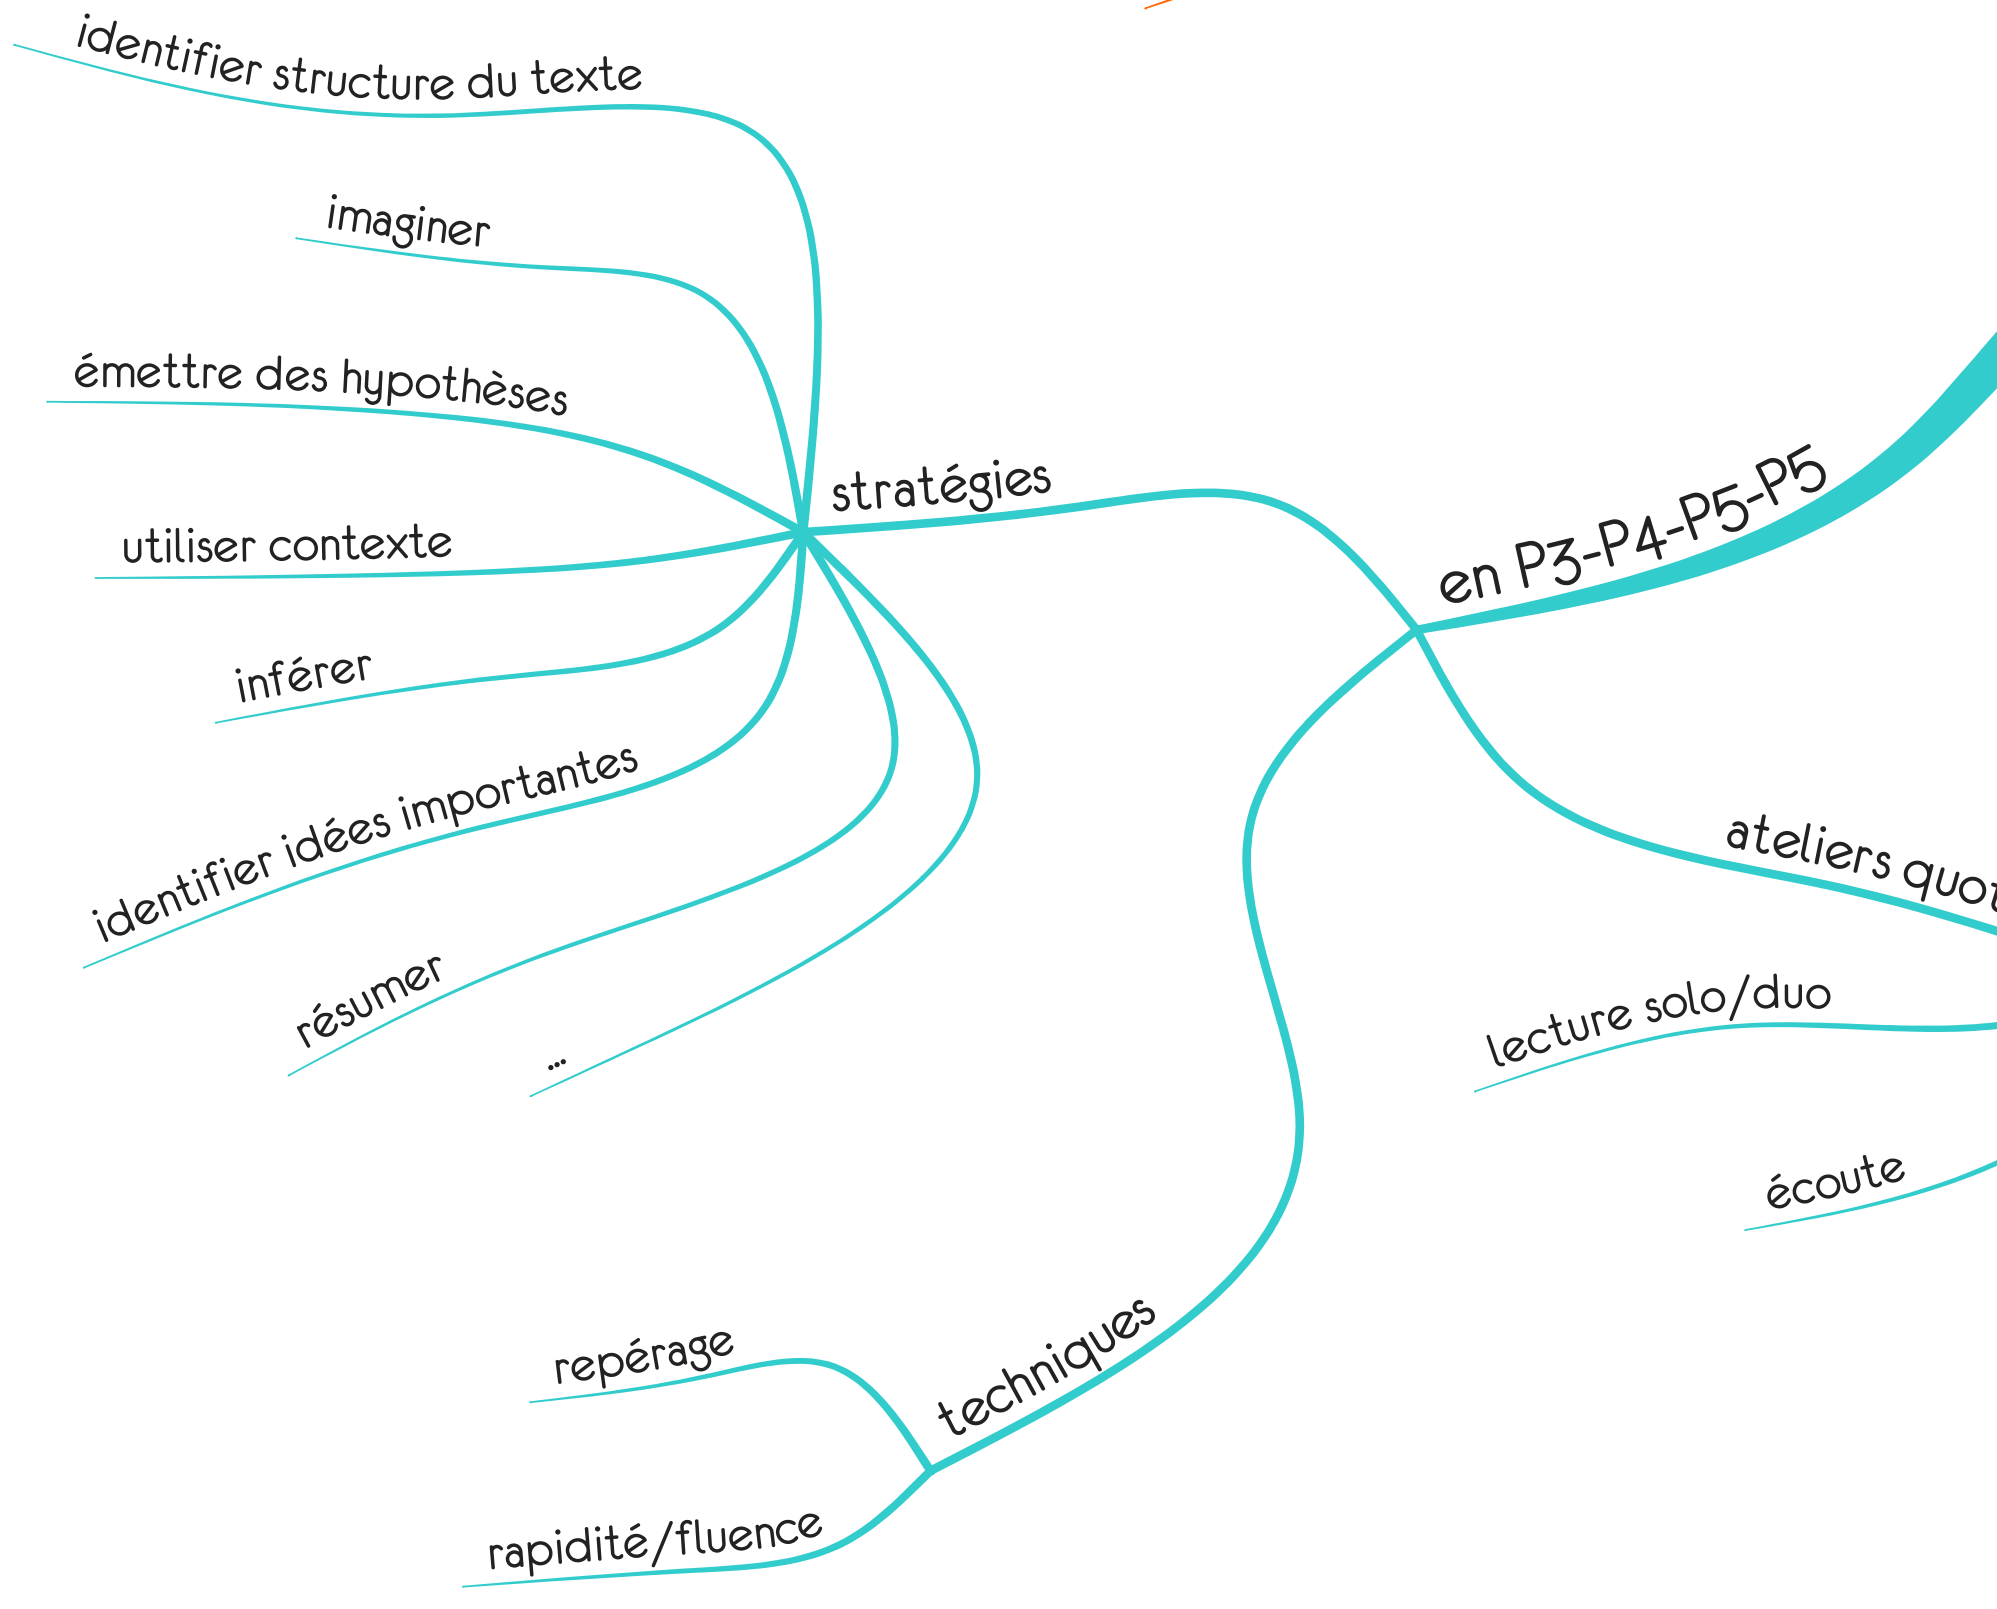 identifier structure du texte
imaginer
émettre des hypothèses
utiliser contexte
inférer
identifier idées importantes
résumer
...
stratégies
en P3-P4-P5-P5
ateliers
lecture solo/duo
écoute
techniques
repérage
rapidité/fluence